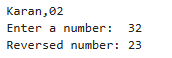 Karan,02
Enter a number:  32
Reversed number: 23